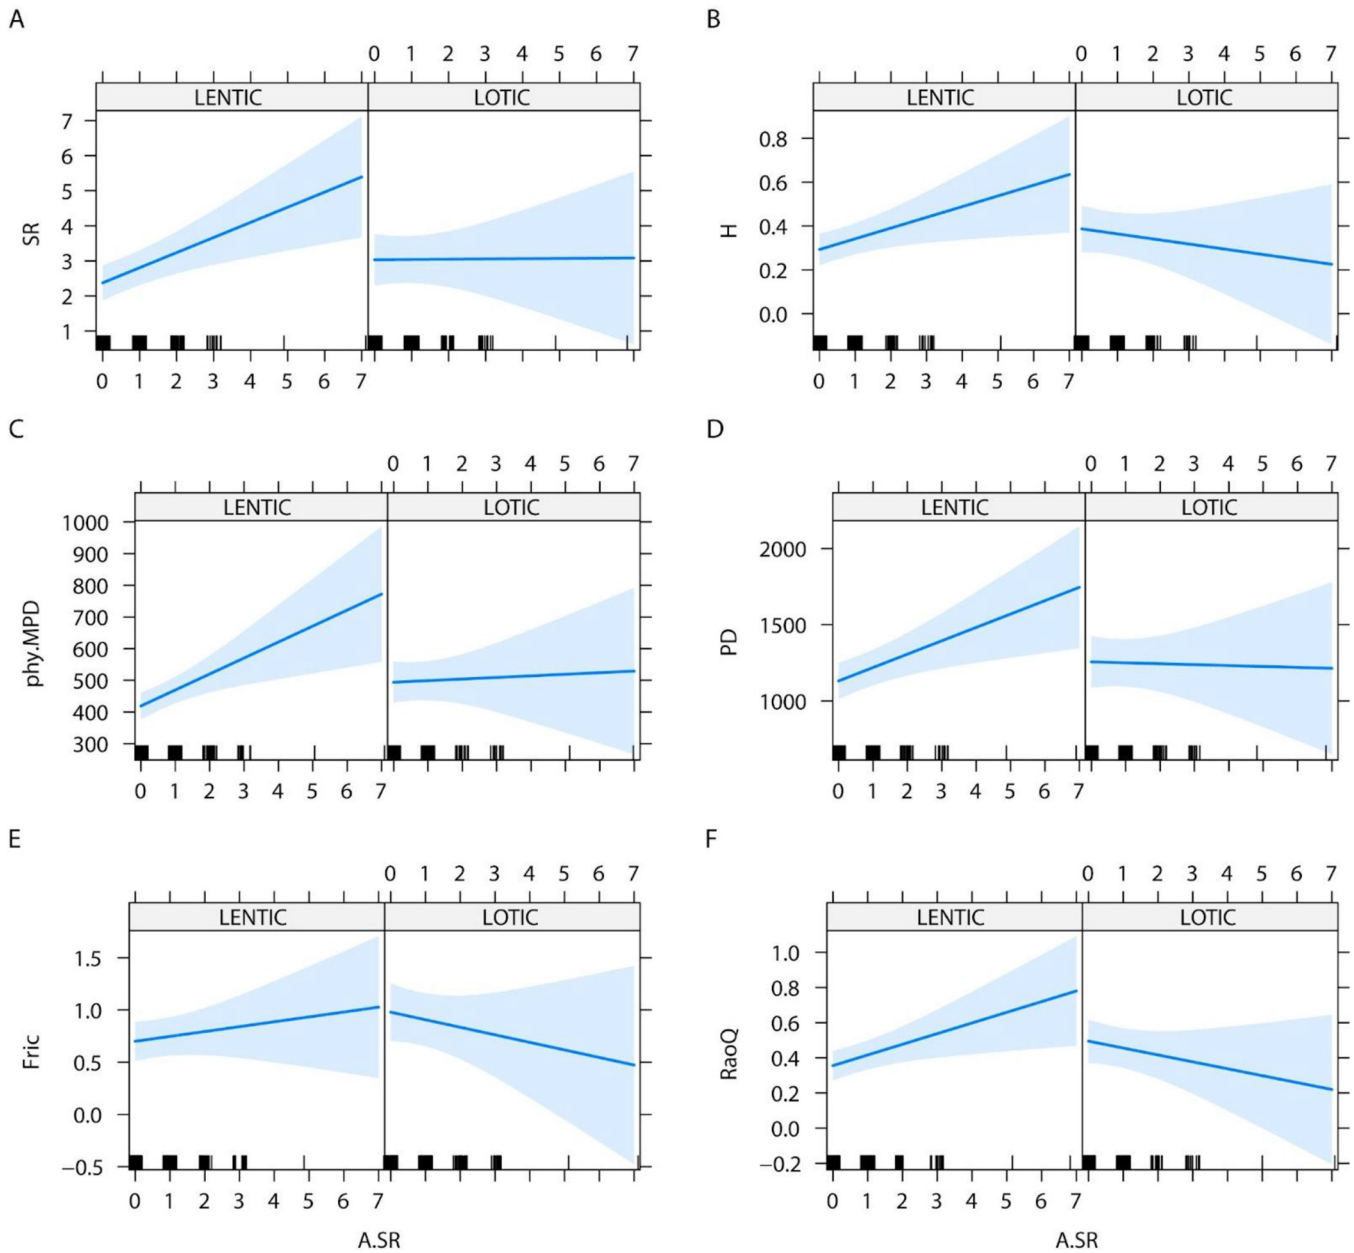 A
B
0 1 2 3 4 5 6 7
0 1 2 3 4 5 6 7
LENTIC LOTIC
LENTIC LOTIC
7
6
5
4
3
2
1
SR
0.8
0.6
0.4
0.2
0.0
H
0 1 2 3 4 5 6 7
0 1 2 3 4 5 6 7
C
D
0 1 2 3 4 5 6 7
0 1 2 3 4 5 6 7
LENTIC LOTIC
LENTIC LOTIC
1000
900
800
700
600
500
400
300
phy.MPD
2000
1500
1000
PD
0 1 2 3 4 5 6 7
0 1 2 3 4 5 6 7
E
F
0 1 2 3 4 5 6 7
0 1 2 3 4 5 6 7
LENTIC LOTIC
LENTIC LOTIC
1.5
1.0
0.5
0.0
−0.5
Fric
1.0
0.8
0.6
0.4
0.2
0.0
−0.2
RaoQ
0 1 2 3 4 5 6 7
0 1 2 3 4 5 6 7
A.SR
A.SR